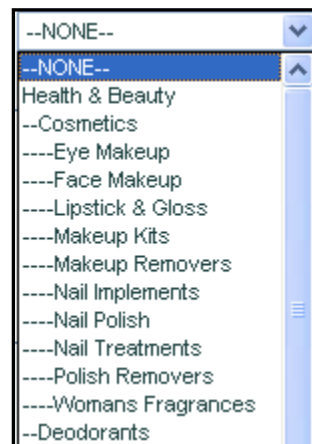 --NONE--
--NONE--
Health & Beauty
--Cosmetics
----Eye Makeup
----Face Makeup
----Lipstick & Gloss
----Makeup Kits
----Makeup Removers
----Nail Implements
----Nail Polish
----Nail Treatments
----Polish Removers
----Womans Fragrances
--Deodorants